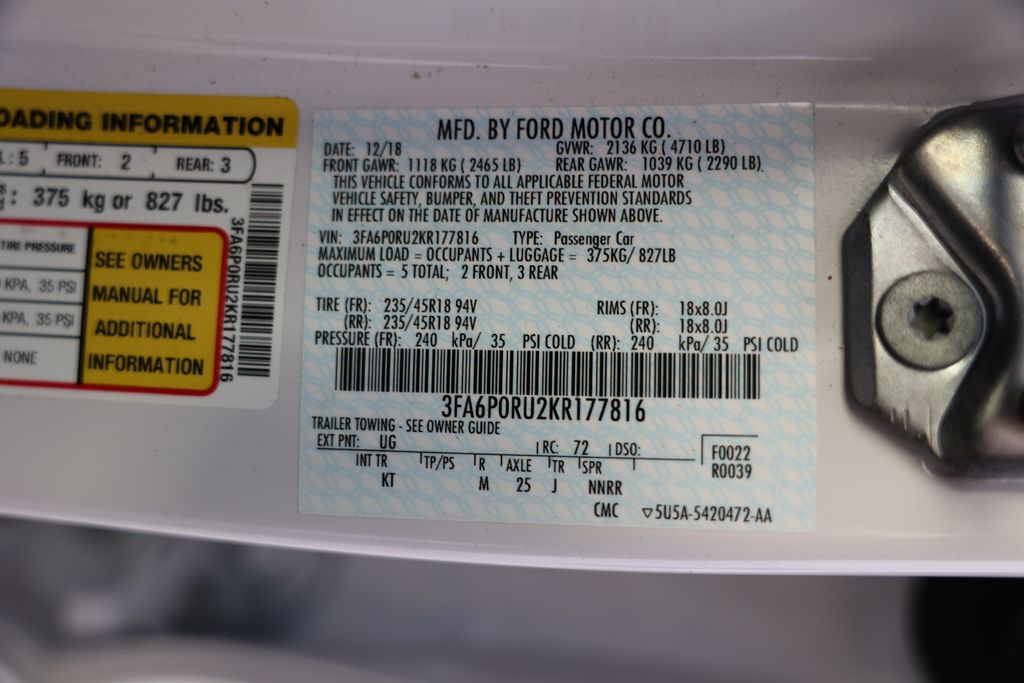 OADING INFORMATION
: 5 FRONT: 2 REAR: 3
: 375 kg or 827 lbs.
TIRE PRESSURE
KPA, 35 PSI
KPA, 35 PSI
NONE
SEE OWNERS
MANUAL FOR
ADDITIONAL
INFORMATION
3FA6P0RU2KR177816
MFD. BY FORD MOTOR CO.
DATE: 12/18 GVWR: 2136 KG ( 4710 LB)
FRONT GAWR: 1118 KG ( 2465 LB) REAR GAWR: 1039 KG ( 2290 LB).
THIS VEHICLE CONFORMS TO ALL APPLICABLE FEDERAL MOTOR
VEHICLE SAFETY, BUMPER, AND THEFT PREVENTION STANDARDS
IN EFFECT ON THE DATE OF MANUFACTURE SHOWN ABOVE.
VIN: 3FA6P0RU2KR177816 TYPE: Passenger Car
MAXIMUM LOAD = OCCUPANTS + LUGGAGE = 375KG/ 827LB
OCCUPANTS = 5 TOTAL; 2 FRONT, 3 REAR
TIRE (FR): 235/45R18 94V RIMS (FR): 18x8.0J
(RR): 235/45R18 94V (RR): 18x8.0J
PRESSURE (FR): 240 kPa/ 35 PSI COLD (RR): 240 kPa/ 35 PSI COLD
3FA6P0RU2KR177816
TRAILER TOWING - SEE OWNER GUIDE
EXT PNT: UG RC: 72 DSO:
F0022
R0039
INT TR TP/PS R AXLE TR SPR
KT M 25 J NNRR
CMC ▽5U5A-5420472-AA